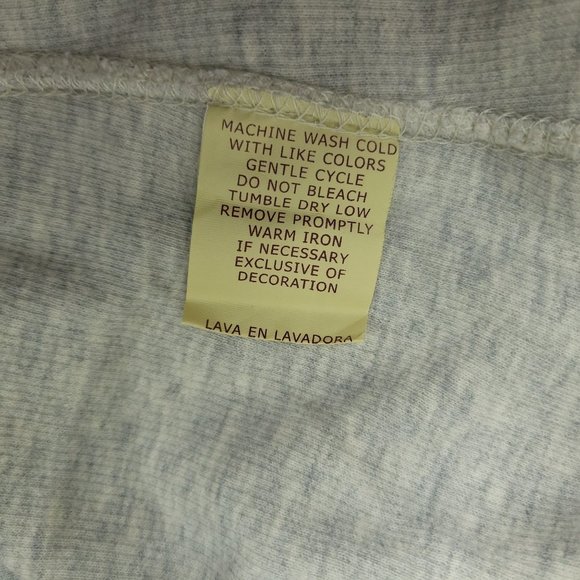 MACHINE WASH COLD
WITH LIKE COLORS
GENTLE CYCLE
DO NOT BLEACH
TUMBLE DRY LOW
REMOVE PROMPTLY
WARM IRON
IF NECESSARY
EXCLUSIVE OF
DECORATION
LAVA EN LAVADORA